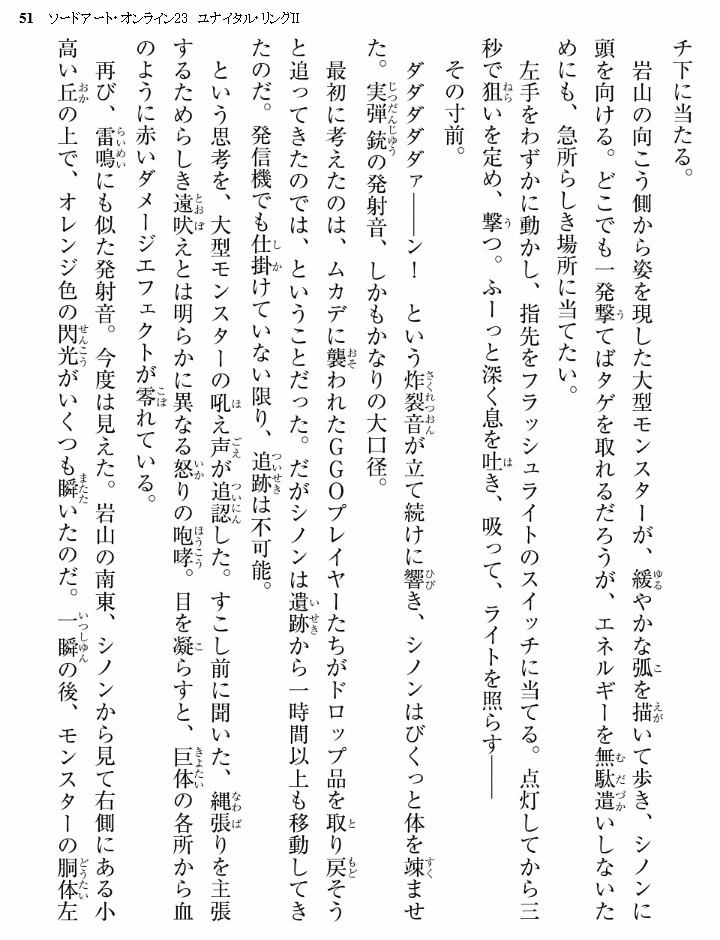 51 ソードアート・オンライン23 ユナイタル・リングII
チ下に当たる。
　岩山の向こう側から姿を現した大型モンスターが、緩やかな弧を描いて歩き、シノンに
頭を向ける。どこでも一発撃てばタゲを取れるだろうが、エネルギーを無駄遣いしないた
めにも、急所らしき場所に当てたい。
　左手をわずかに動かし、指先をフラッシュライトのスイッチに当てる。点灯してから三
秒で狙いを定め、撃つ。ふーっと深く息を吐き、吸って、ライトを照らす――
　その寸前。
　ダダダダダァ――ン！　という炸裂音が立て続けに響き、シノンはびくっと体を竦ませ
た。実弾銃の発射音、しかもかなりの大口径。
　最初に考えたのは、ムカデに襲われたGGOプレイヤーたちがドロップ品を取り戻そう
と追ってきたのでは、ということだった。だがシノンは遺跡から一時間以上も移動してき
たのだ。発信機でも仕掛けていない限り、追跡は不可能。
　という思考を、大型モンスターの吼え声が追認した。すこし前に聞いた、縄張りを主張
するためらしき遠吠えとは明らかに異なる怒りの咆哮。目を凝らすと、巨体の各所から血
のように赤いダメージエフェクトが零れている。
　再び、雷鳴にも似た発射音。今度は見えた。岩山の南東、シノンから見て右側にある小
高い丘の上で、オレンジ色の閃光がいくつも瞬いたのだ。一瞬の後、モンスターの胴体左